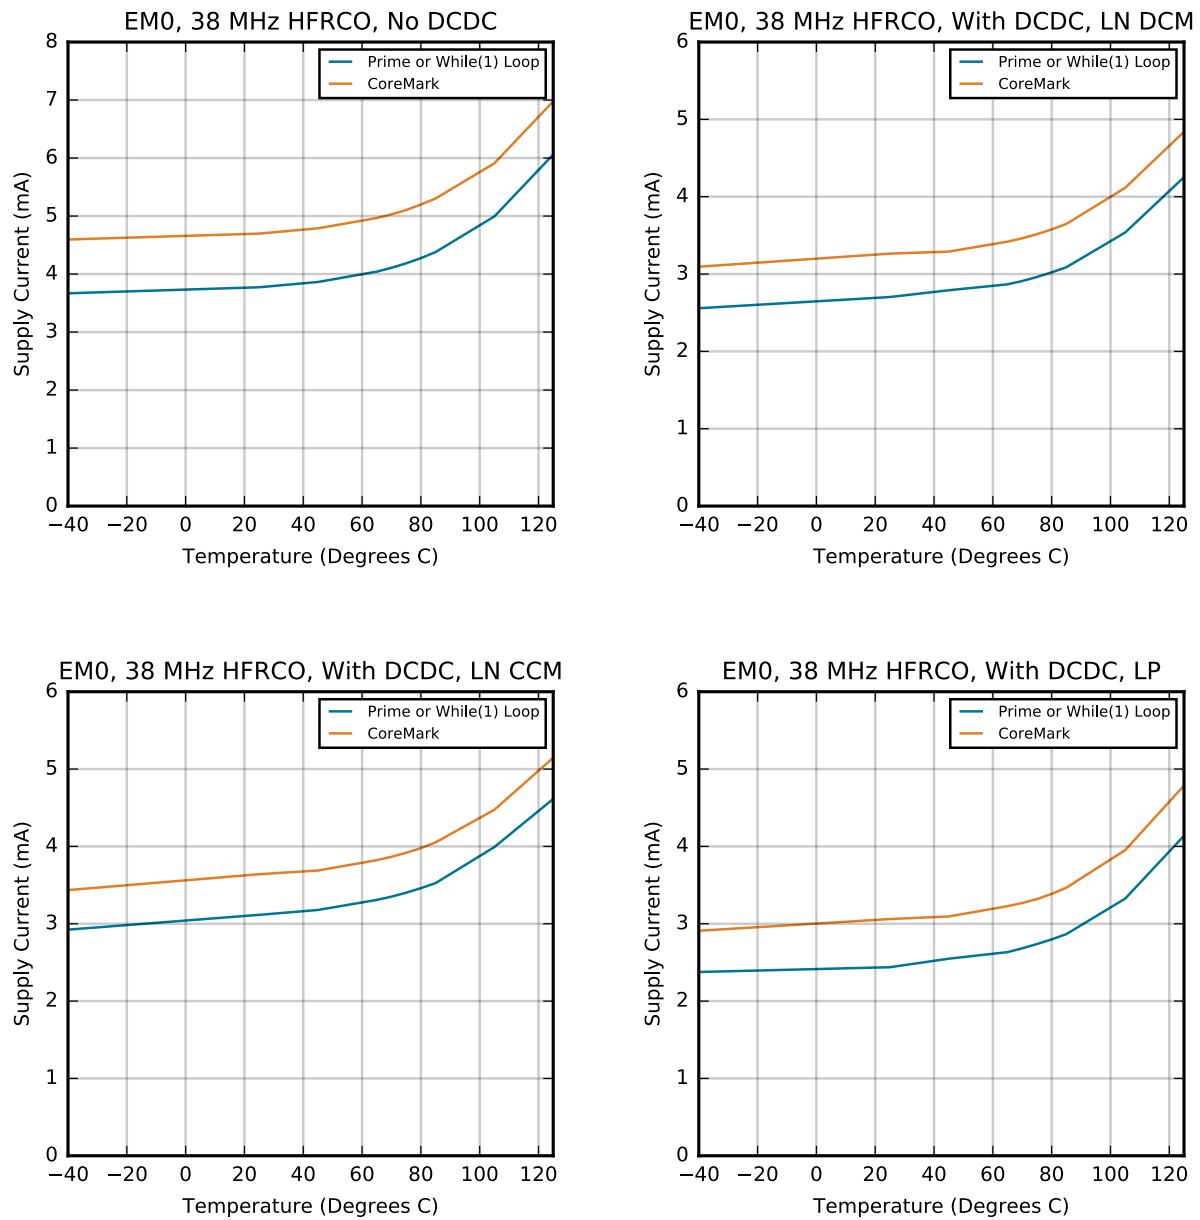 EM0, 38 MHz HFRCO, No DCDC
8
7
6
5
4
3
2
1
0
Supply Current (mA)
Prime or While(1) Loop
CoreMark
−40 −20 0 20 40 60 80 100 120
Temperature (Degrees C)
EM0, 38 MHz HFRCO, With DCDC, LN DCM
6
5
4
3
2
1
0
Supply Current (mA)
Prime or While(1) Loop
CoreMark
−40 −20 0 20 40 60 80 100 120
Temperature (Degrees C)
EM0, 38 MHz HFRCO, With DCDC, LN CCM
6
5
4
3
2
1
0
Supply Current (mA)
Prime or While(1) Loop
CoreMark
−40 −20 0 20 40 60 80 100 120
Temperature (Degrees C)
EM0, 38 MHz HFRCO, With DCDC, LP
6
5
4
3
2
1
0
Supply Current (mA)
Prime or While(1) Loop
CoreMark
−40 −20 0 20 40 60 80 100 120
Temperature (Degrees C)